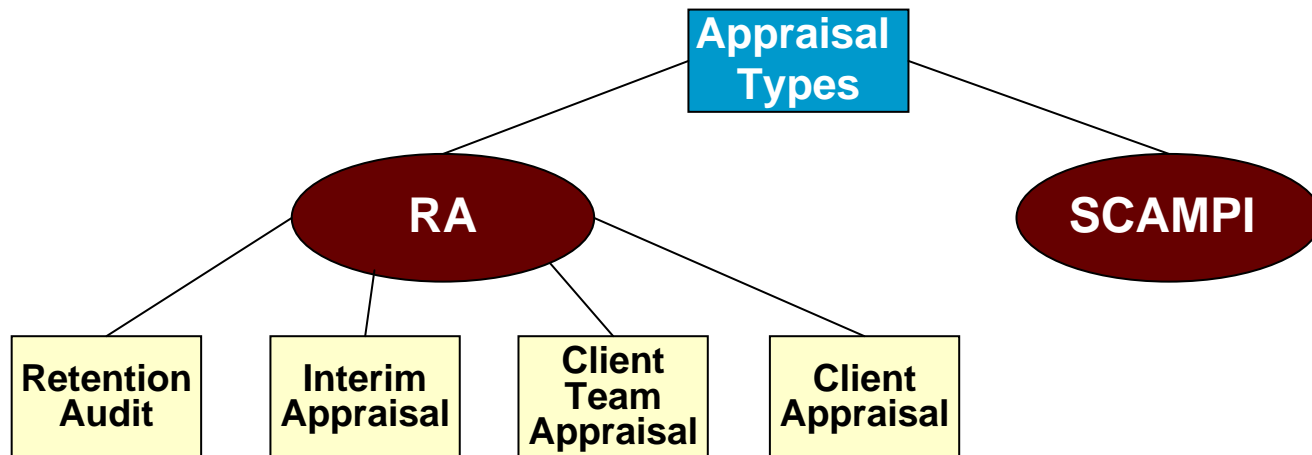 Appraisal
Types
RA
SCAMPI
Retention
Audit
Interim
Appraisal
Client
Team
Appraisal
Client
Appraisal